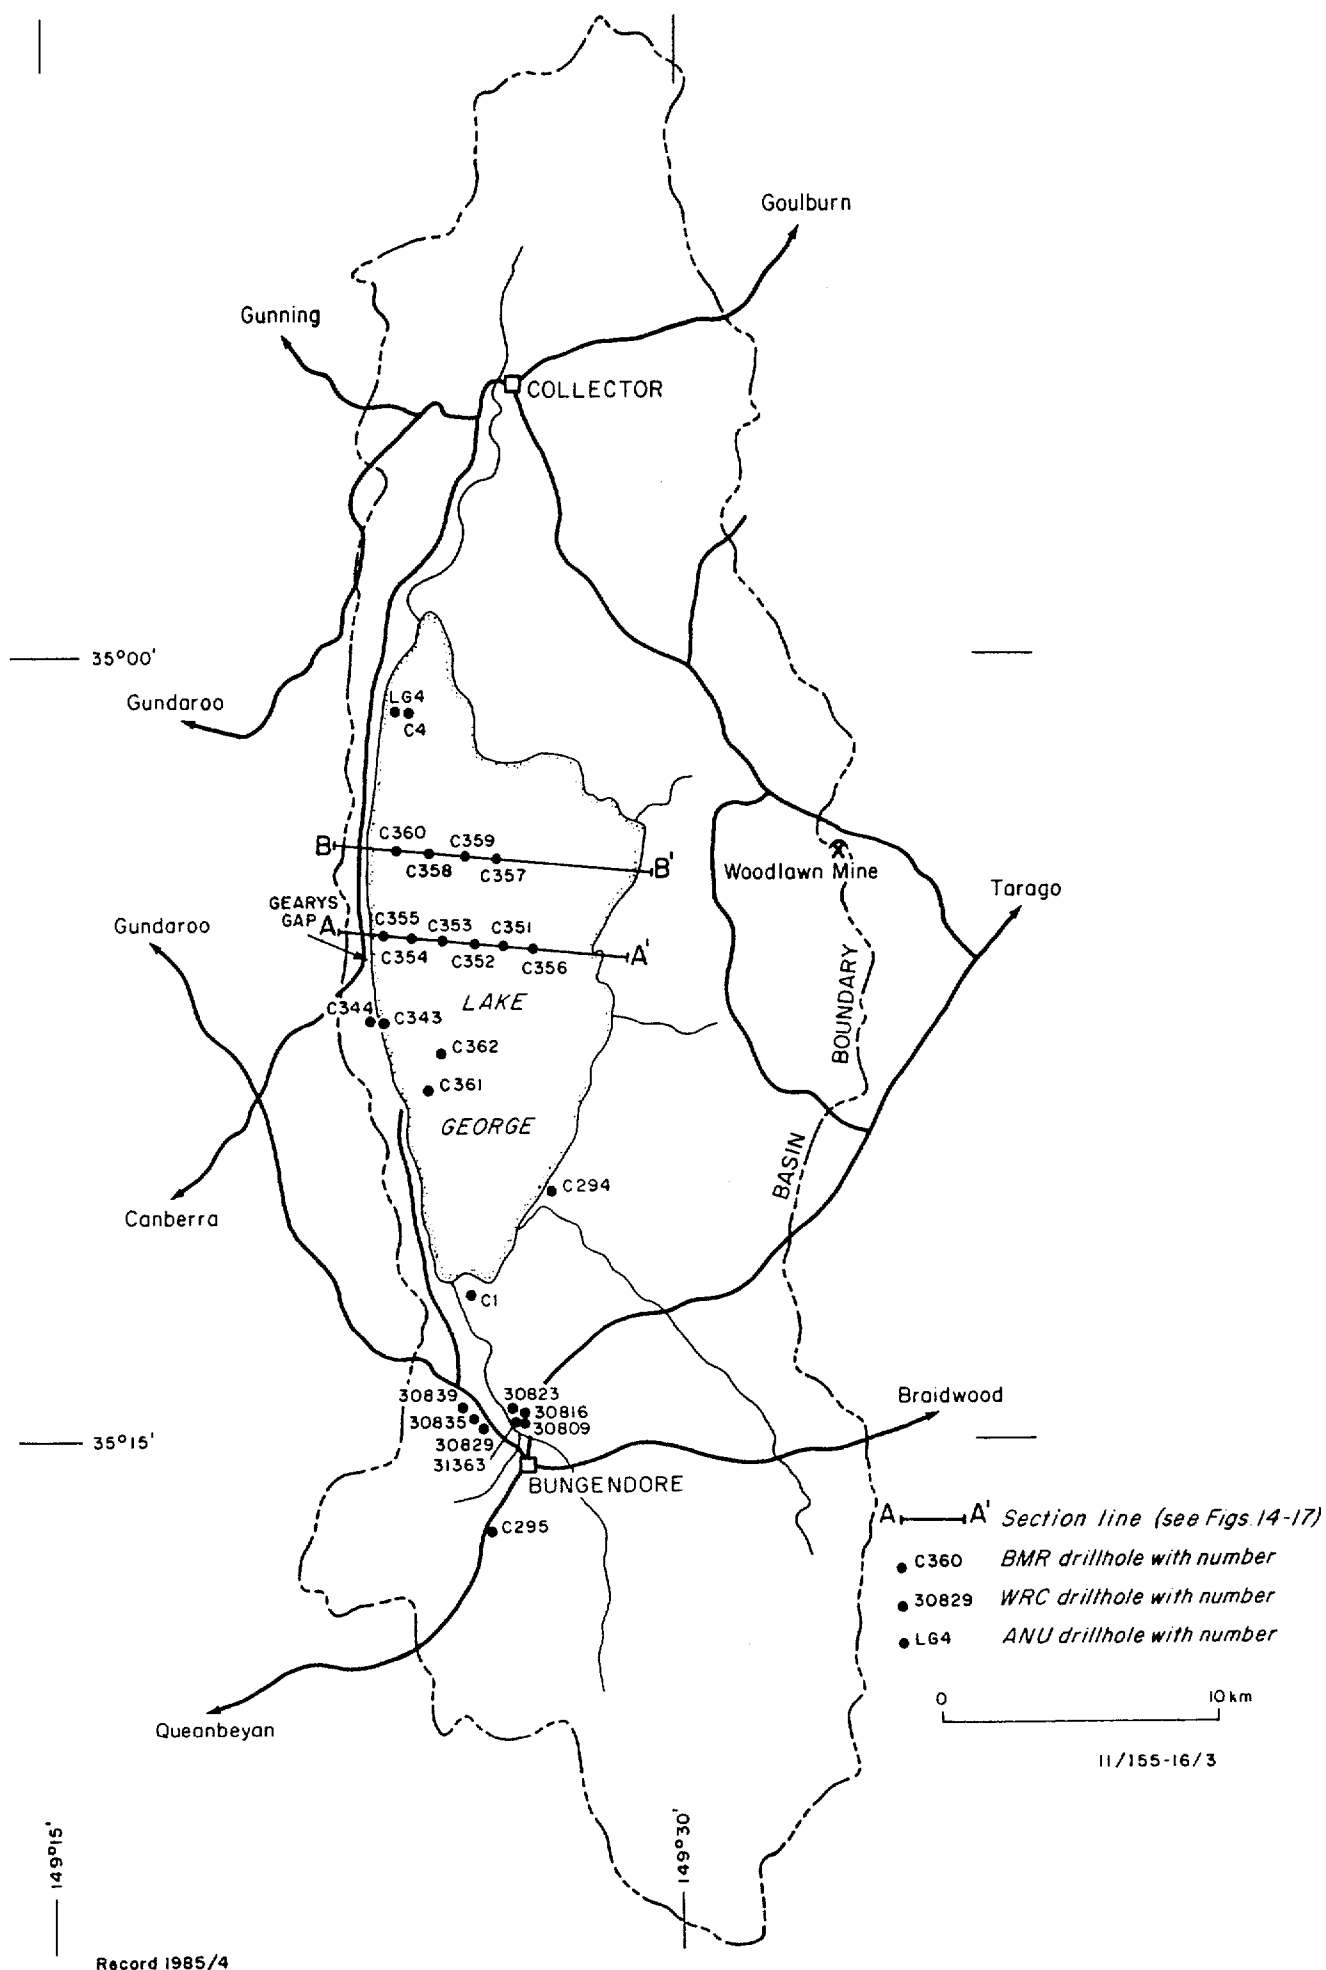 Goulburn
Gunning
COLLECTOR
35°00'
Gundaroo
LG4
C4
B
C360
C359
C358
C357
B'
Woodlawn Mine
Tarago
GEARYS
GAP
A
C355
C353
C351
C354
C352
C356
A'
Gundaroo
LAKE
C344
C343
C362
C361
GEORGE
BOUNDARY
BASIN
C294
Canberra
C1
Braidwood
30839
30823
30816
30835
30809
30829
31363
35°15'
BUNGENDORE
C295
A A' Section line (see Figs. 14-17)
C360 BMR drillhole with number
30829 WRC drillhole with number
LG4 ANU drillhole with number
Queanbeyan
0 10 km
11/155-16/3
149°15'
149°30'
Record 1985/4